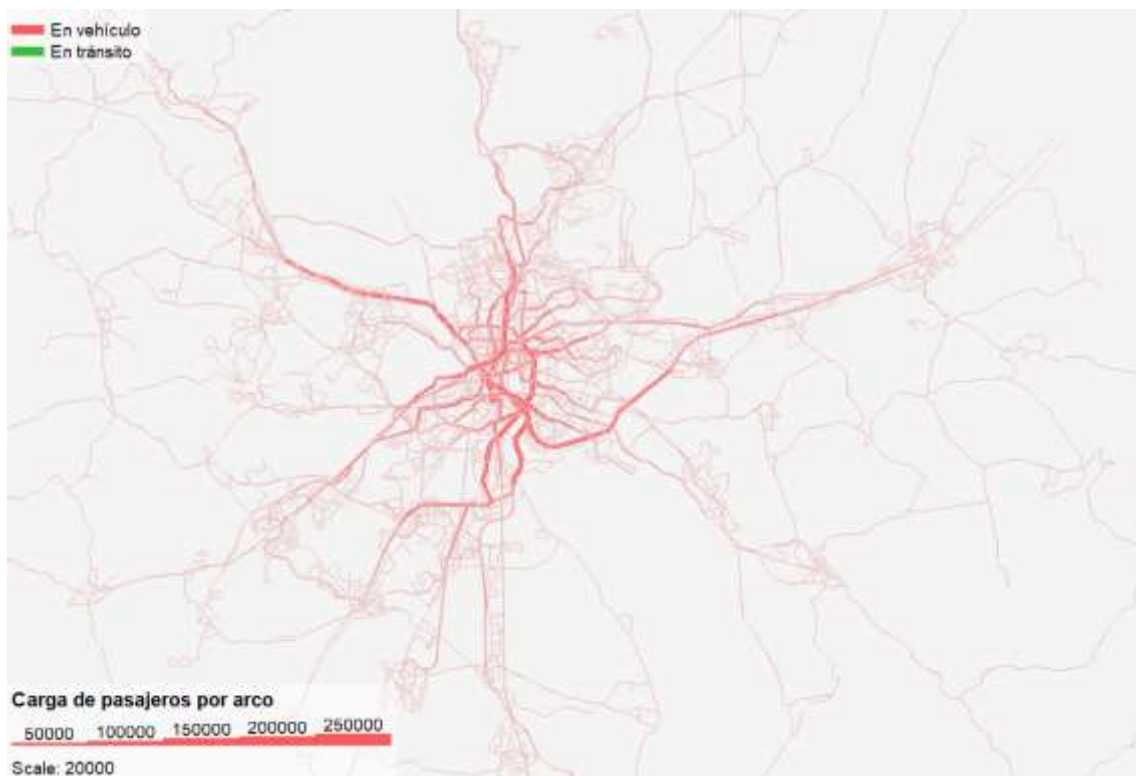 En vehículo
En tránsito
Carga de pasajeros por arco
50000 100000 150000 200000 250000
Scale: 20000